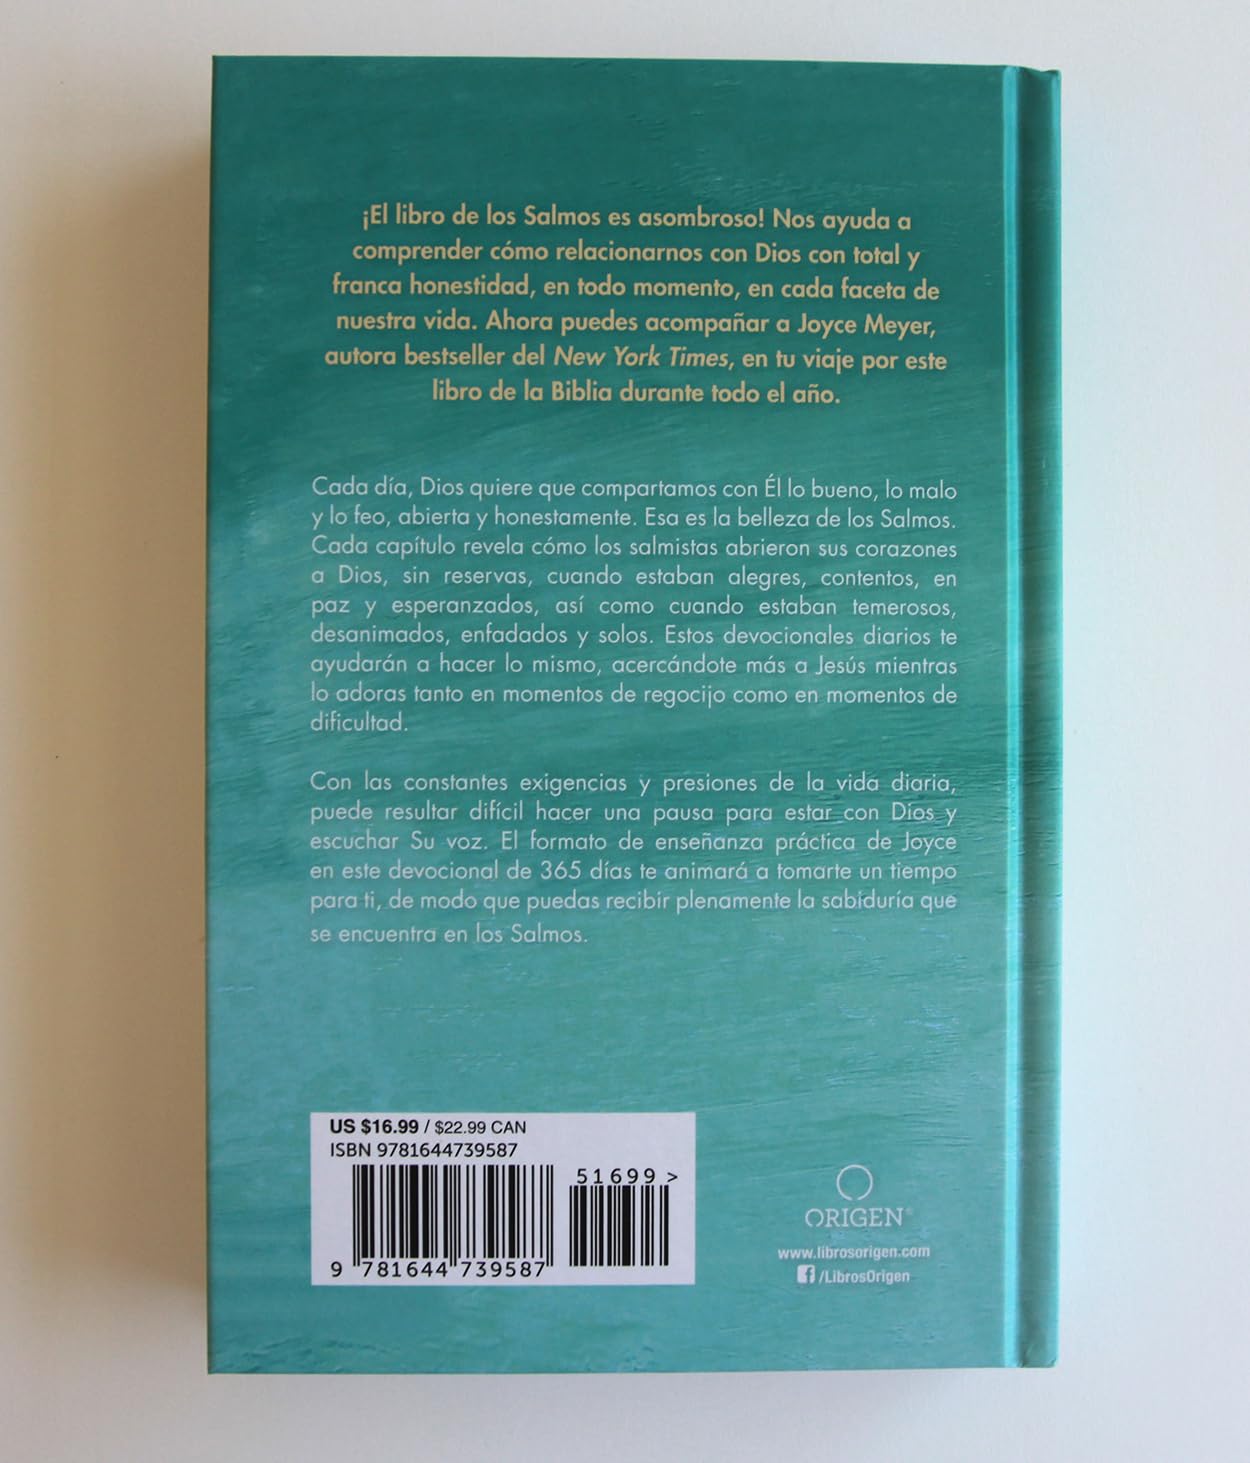 ¡El libro de los Salmos es asombroso! Nos ayuda a
comprender cómo relacionarnos con Dios con total y
franca honestidad, en todo momento, en cada faceta de
nuestra vida. Ahora puedes acompañar a Joyce Meyer,
autora bestseller del New York Times, en tu viaje por este
libro de la Biblia durante todo el año.
Cada día, Dios quiere que compartamos con Él lo bueno, lo malo
y lo feo, abierta y honestamente. Esa es la belleza de los Salmos.
Cada capítulo revela cómo los salmistas abrieron sus corazones
a Dios, sin reservas, cuando estaban alegres, contentos, en
paz y esperanzados, así como cuando estaban temerosos,
desanimados, enfadados y solos. Estos devocionales diarios te
ayudarán a hacer lo mismo, acercándote más a Jesús mientras
lo adoras tanto en momentos de regocijo como en momentos de
dificultad.
Con las constantes exigencias y presiones de la vida diaria,
puede resultar difícil hacer una pausa para estar con Dios y
escuchar Su voz. El formato de enseñanza práctica de Joyce
en este devocional de 365 días te animará a tomarte un tiempo
para ti, de modo que puedas recibir plenamente la sabiduría que
se encuentra en los Salmos.
US $16.99 / $22.99 CAN
ISBN 9781644739587
51699 >
9 781644 739587
ORIGEN®
www.librosorigen.com
f /LibrosOrigen